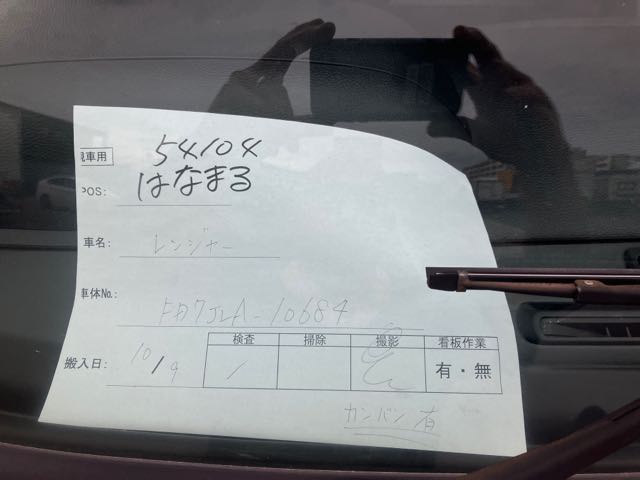 現車用 54104
POS: はなまる
車名: レンジャー
車体No.: FD7JLA-10684
検査 掃除 撮影 看板作業
搬入日: 10/9 有・無
カンバン 有